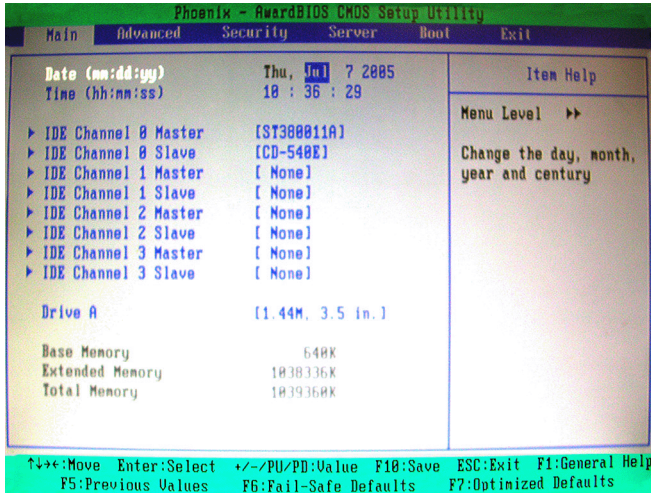 Phoenix - AwardBIOS CMOS Setup Utility
Main Advanced Security Server Boot Exit
Date (mm:dd:yy) Thu, Jul 7 2005
Time (hh:mm:ss) 10 : 36 : 29
Item Help
Menu Level ▸▸
Change the day, month,
year and century
▸ IDE Channel 0 Master [ST380011A]
▸ IDE Channel 0 Slave [CD-540E]
▸ IDE Channel 1 Master [ None]
▸ IDE Channel 1 Slave [ None]
▸ IDE Channel 2 Master [ None]
▸ IDE Channel 2 Slave [ None]
▸ IDE Channel 3 Master [ None]
▸ IDE Channel 3 Slave [ None]
Drive A [1.44M, 3.5 in.]
Base Memory 640K
Extended Memory 1038336K
Total Memory 1039360K
↑↓→←:Move Enter:Select +/-/PU/PD:Value F10:Save ESC:Exit F1:General Help
F5:Previous Values F6:Fail-Safe Defaults F7:Optimized Defaults